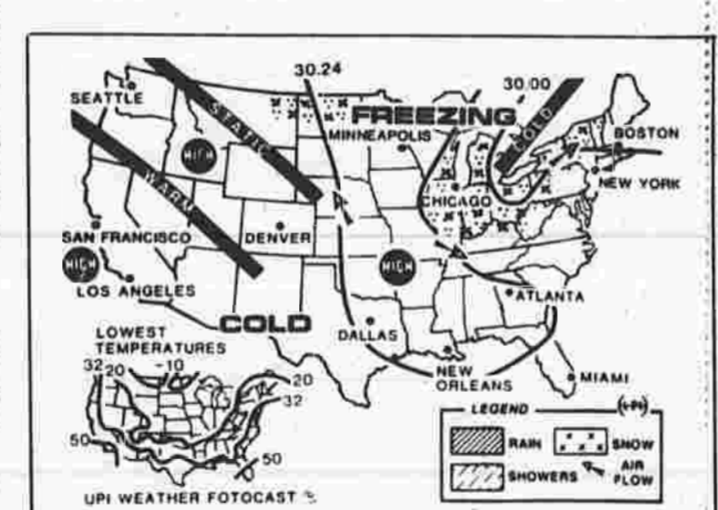 30.24
30.00
SEATTLE
STATIC
FREEZING
COLD
MINNEAPOLIS
BOSTON
HIGH
WARM
CHICAGO
NEW YORK
SAN FRANCISCO
DENVER
HIGH
HIGH
LOS ANGELES
ATLANTA
COLD
DALLAS
LOWEST
TEMPERATURES
NEW
ORLEANS
MIAMI
32
20
-10
20
32
50
50
LEGEND
(UPI)
RAIN
SNOW
SHOWERS
AIR
FLOW
UPI WEATHER FOTOCAST